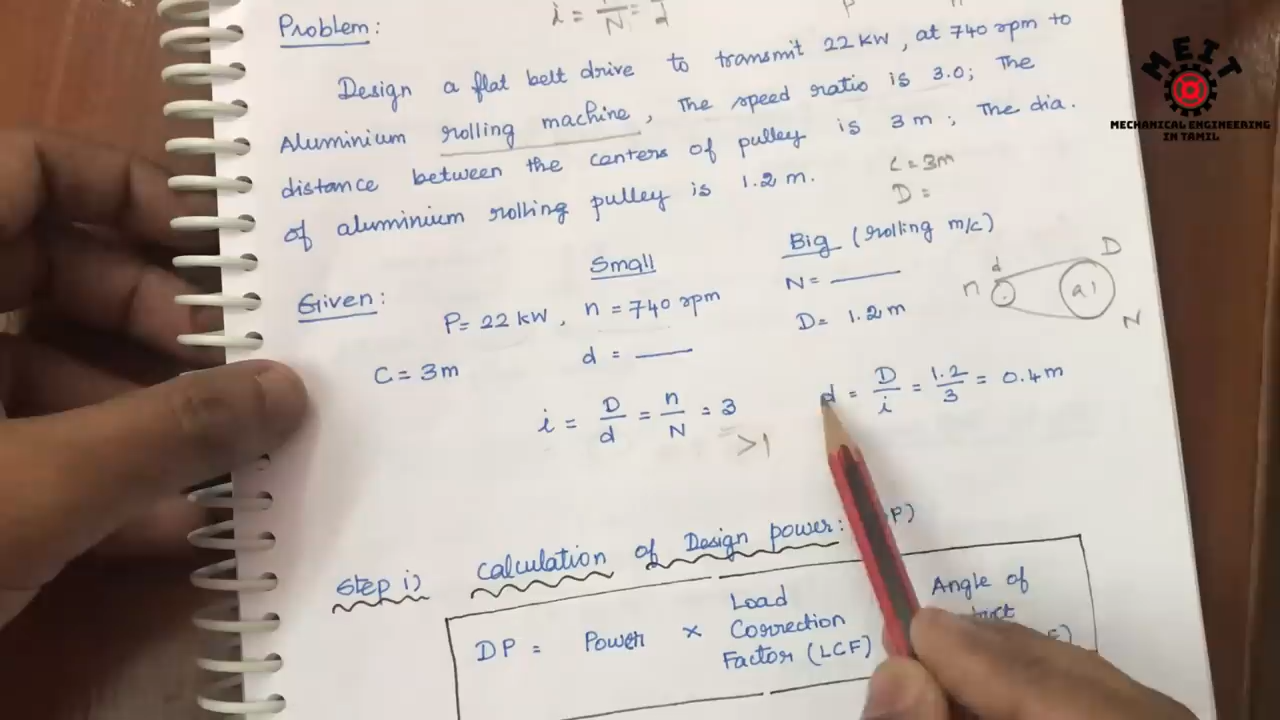 i = n/N = D/d
Problem:
Design a flat belt drive to transmit 22 KW, at 740 rpm to
Aluminium rolling machine, The speed ratio is 3.0; The
distance between the centers of pulley is 3 m; The dia.
of aluminium rolling pulley is 1.2 m.
C = 3m
D =
Small
Big (rolling m/c)
Given:
P = 22 KW, n = 740 rpm
N =
d =
D = 1.2 m
C = 3m
n d D al N
i = D/d = n/N = 3
>1
d = D/i = 1.2/3 = 0.4 m
Step i) Calculation of Design power: P)
DP = Power × Load Correction Factor (LCF)
Angle of
MEIT
MECHANICAL ENGINEERING
IN TAMIL